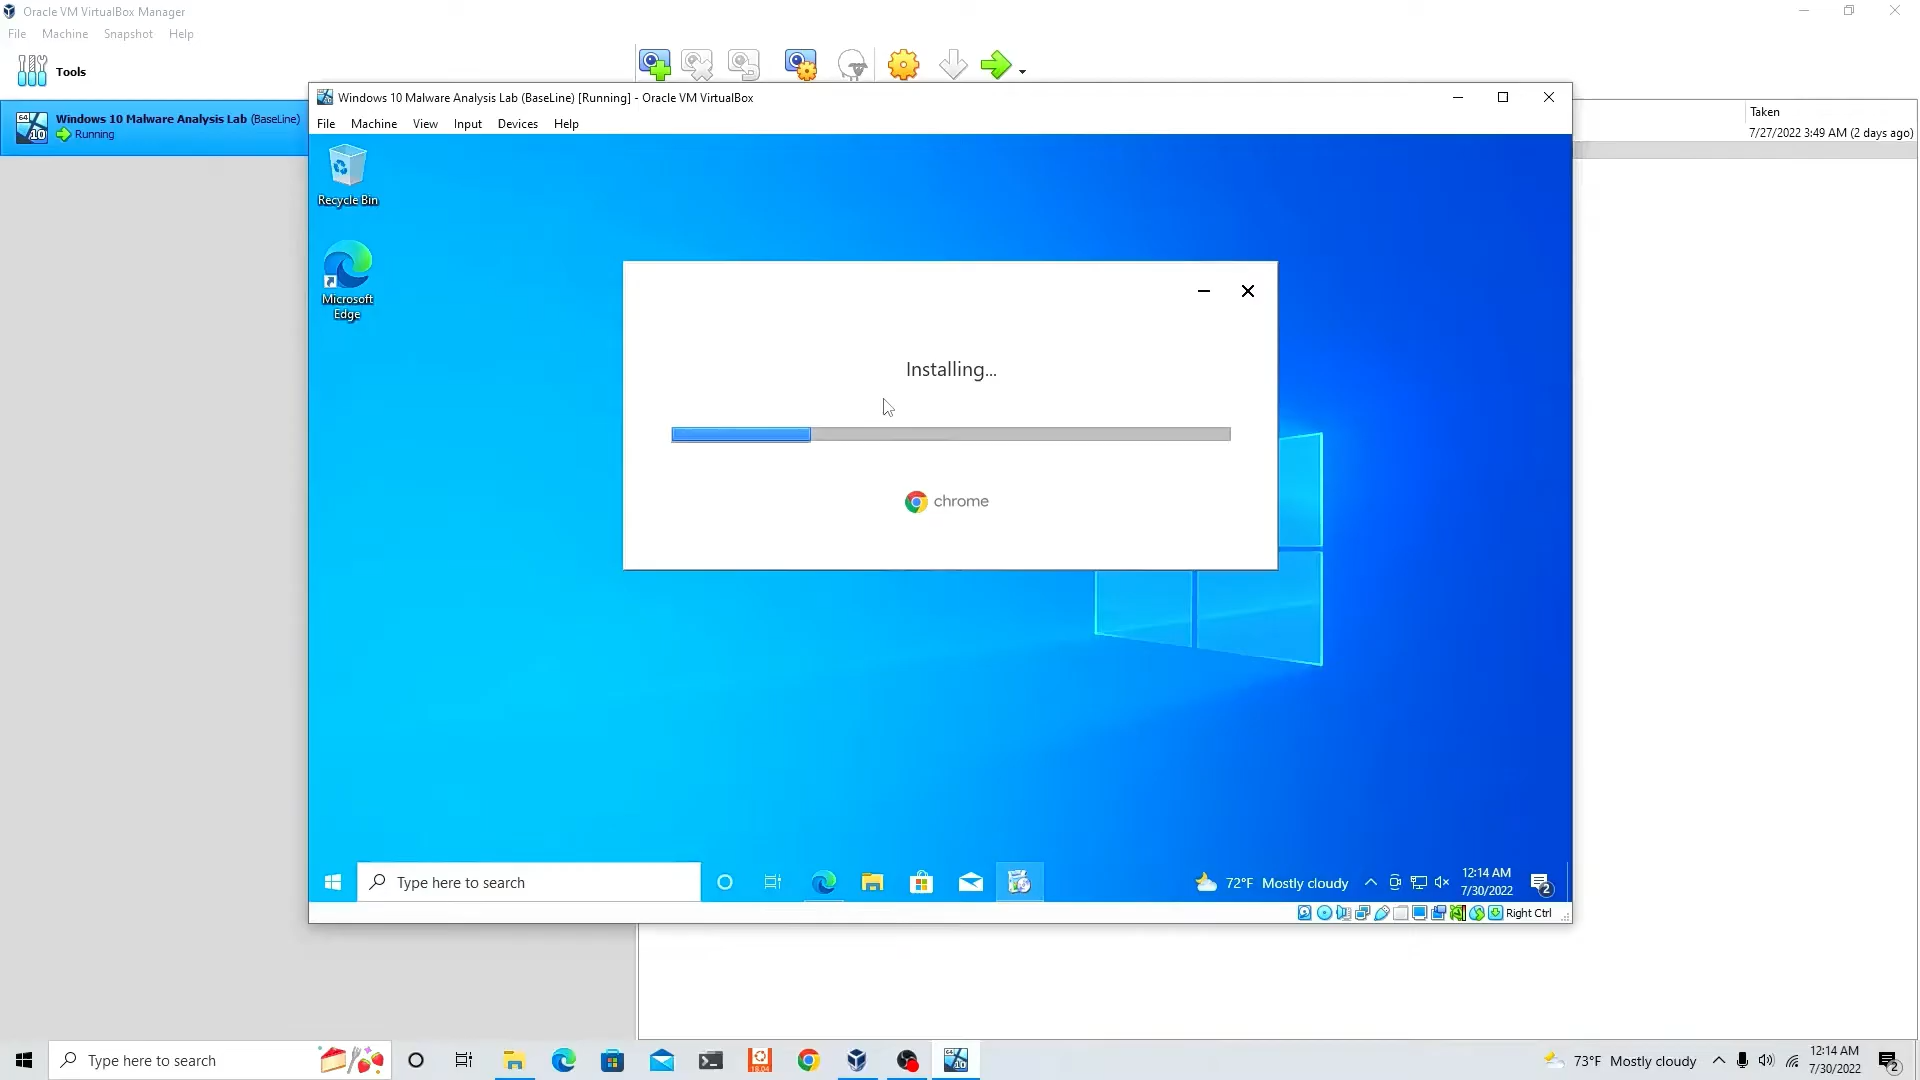 Oracle VM VirtualBox Manager
File Machine Snapshot Help
Tools
Windows 10 Malware Analysis Lab (BaseLine)
Running
Taken
7/27/2022 3:49 AM (2 days ago)
Windows 10 Malware Analysis Lab (BaseLine) [Running] - Oracle VM VirtualBox
File Machine View Input Devices Help
Recycle Bin
Microsoft
Edge
Installing...
chrome
Type here to search
72°F Mostly cloudy
12:14 AM
7/30/2022
2
Right Ctrl
Type here to search
18.04
73°F Mostly cloudy
12:14 AM
7/30/2022
2